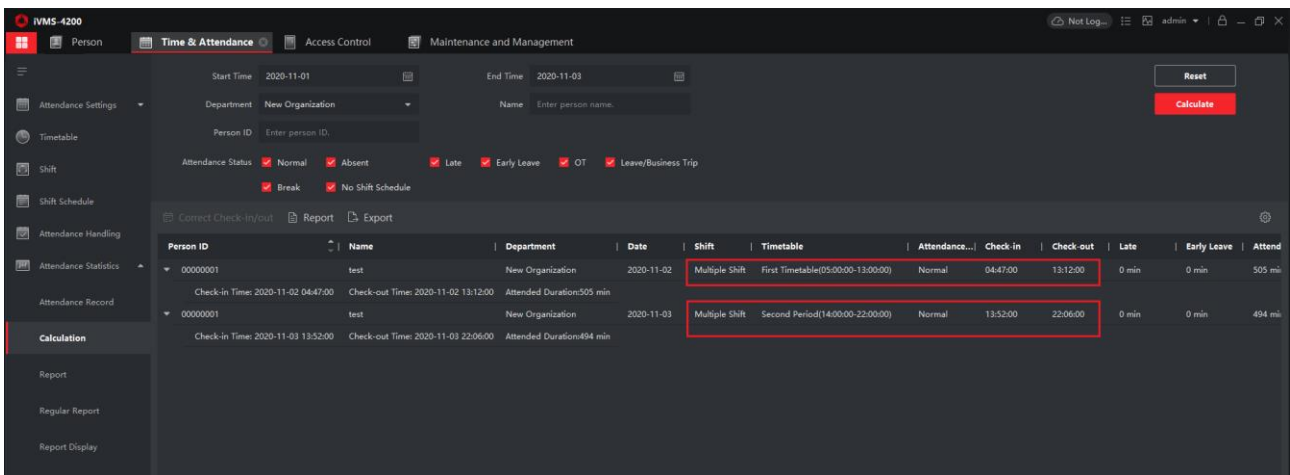 iVMS-4200 Not Log... admin
Person Time & Attendance Access Control Maintenance and Management
Start Time 2020-11-01 End Time 2020-11-03 Reset
Attendance Settings Department New Organization Name Enter person name. Calculate
Timetable Person ID Enter person ID.
Shift Attendance Status Normal Absent Late Early Leave OT Leave/Business Trip
Break No Shift Schedule
Shift Schedule
Correct Check-in/out Report Export
Attendance Handling
Person ID Name Department Date Shift Timetable Attendance... Check-in Check-out Late Early Leave Attend
Attendance Statistics 00000001 test New Organization 2020-11-02 Multiple Shift First Timetable(05:00:00-13:00:00) Normal 04:47:00 13:12:00 0 min 0 min 505 mi
Check-in Time: 2020-11-02 04:47:00 Check-out Time: 2020-11-02 13:12:00 Attended Duration:505 min
Attendance Record
00000001 test New Organization 2020-11-03 Multiple Shift Second Period(14:00:00-22:00:00) Normal 13:52:00 22:06:00 0 min 0 min 494 mi
Calculation Check-in Time: 2020-11-03 13:52:00 Check-out Time: 2020-11-03 22:06:00 Attended Duration:494 min
Report
Regular Report
Report Display